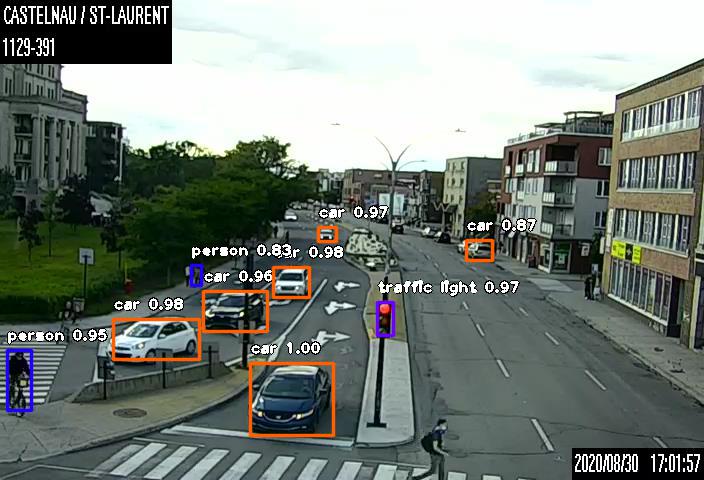 CASTELNAU / ST-LAURENT
1129-391
car 0.97
car 0.87
person 0.83
car 0.98
car 0.96
traffic light 0.97
car 0.98
person 0.95
car 1.00
2020/08/30 17:01:57